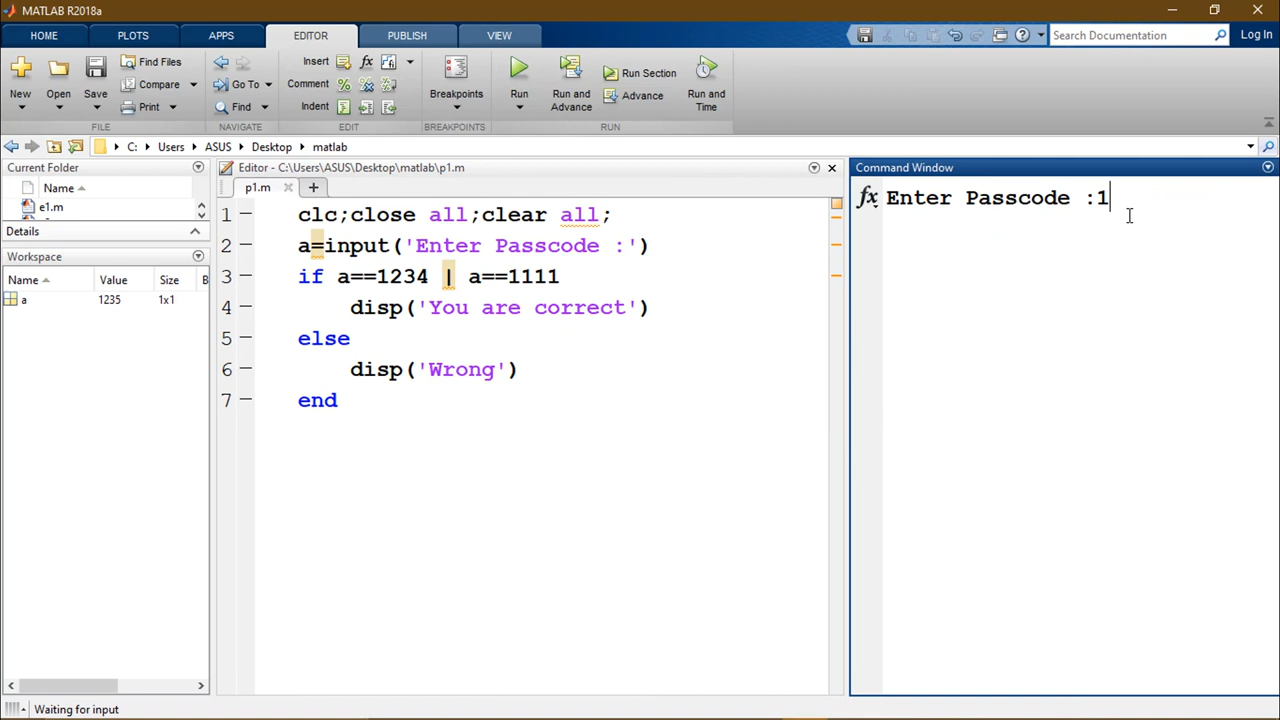 MATLAB R2018a
HOME PLOTS APPS EDITOR PUBLISH VIEW Search Documentation Log In
New Open Save Find Files Compare Print Go To Find Insert fx Comment Indent Breakpoints Run Run and Advance Run Section Advance Run and Time
FILE NAVIGATE EDIT BREAKPOINTS RUN
C: Users ASUS Desktop matlab
Current Folder
Name
e1.m
Details
Workspace
Name Value Size B
a 1235 1x1
Editor - C:\Users\ASUS\Desktop\matlab\p1.m
p1.m
1 clc;close all;clear all;
2 a=input('Enter Passcode :')
3 if a==1234 | a==1111
4 disp('You are correct')
5 else
6 disp('Wrong')
7 end
Command Window
fx Enter Passcode :1
Waiting for input